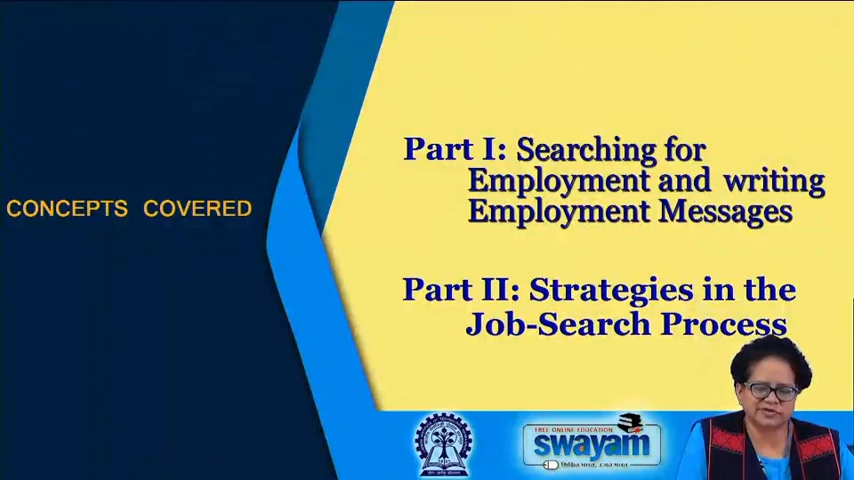 CONCEPTS COVERED
Part I: Searching for
Employment and writing
Employment Messages
Part II: Strategies in the
Job-Search Process
FREE ONLINE EDUCATION
swayam